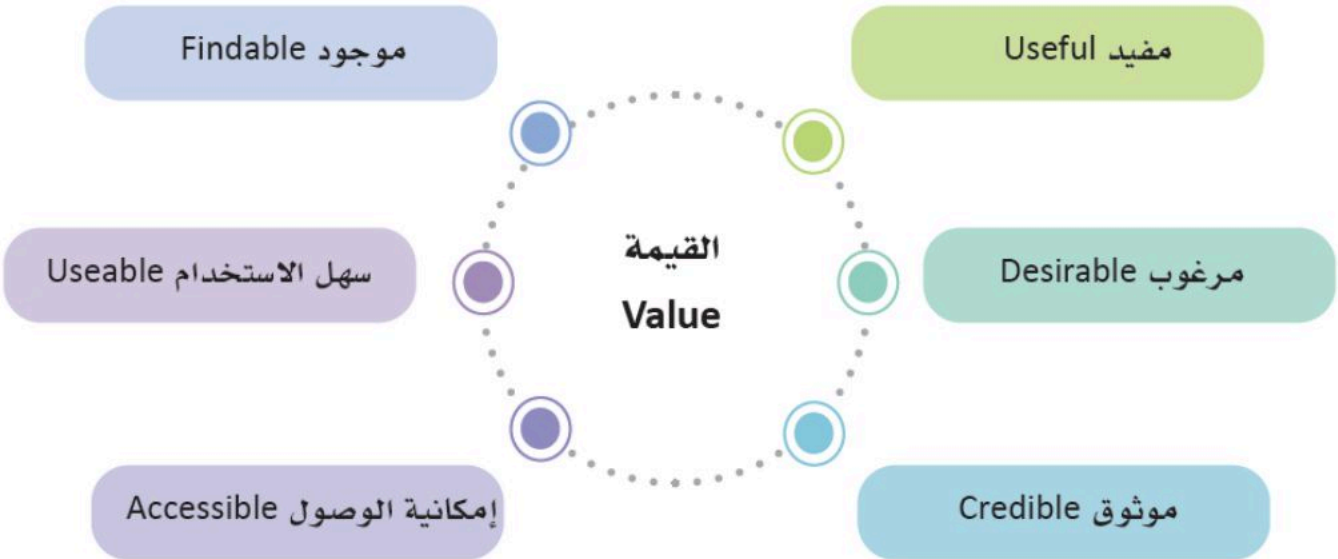 موجود Findable
مفيد Useful
سهل الاستخدام Useable
القيمة
Value
مرغوب Desirable
إمكانية الوصول Accessible
موثوق Credible